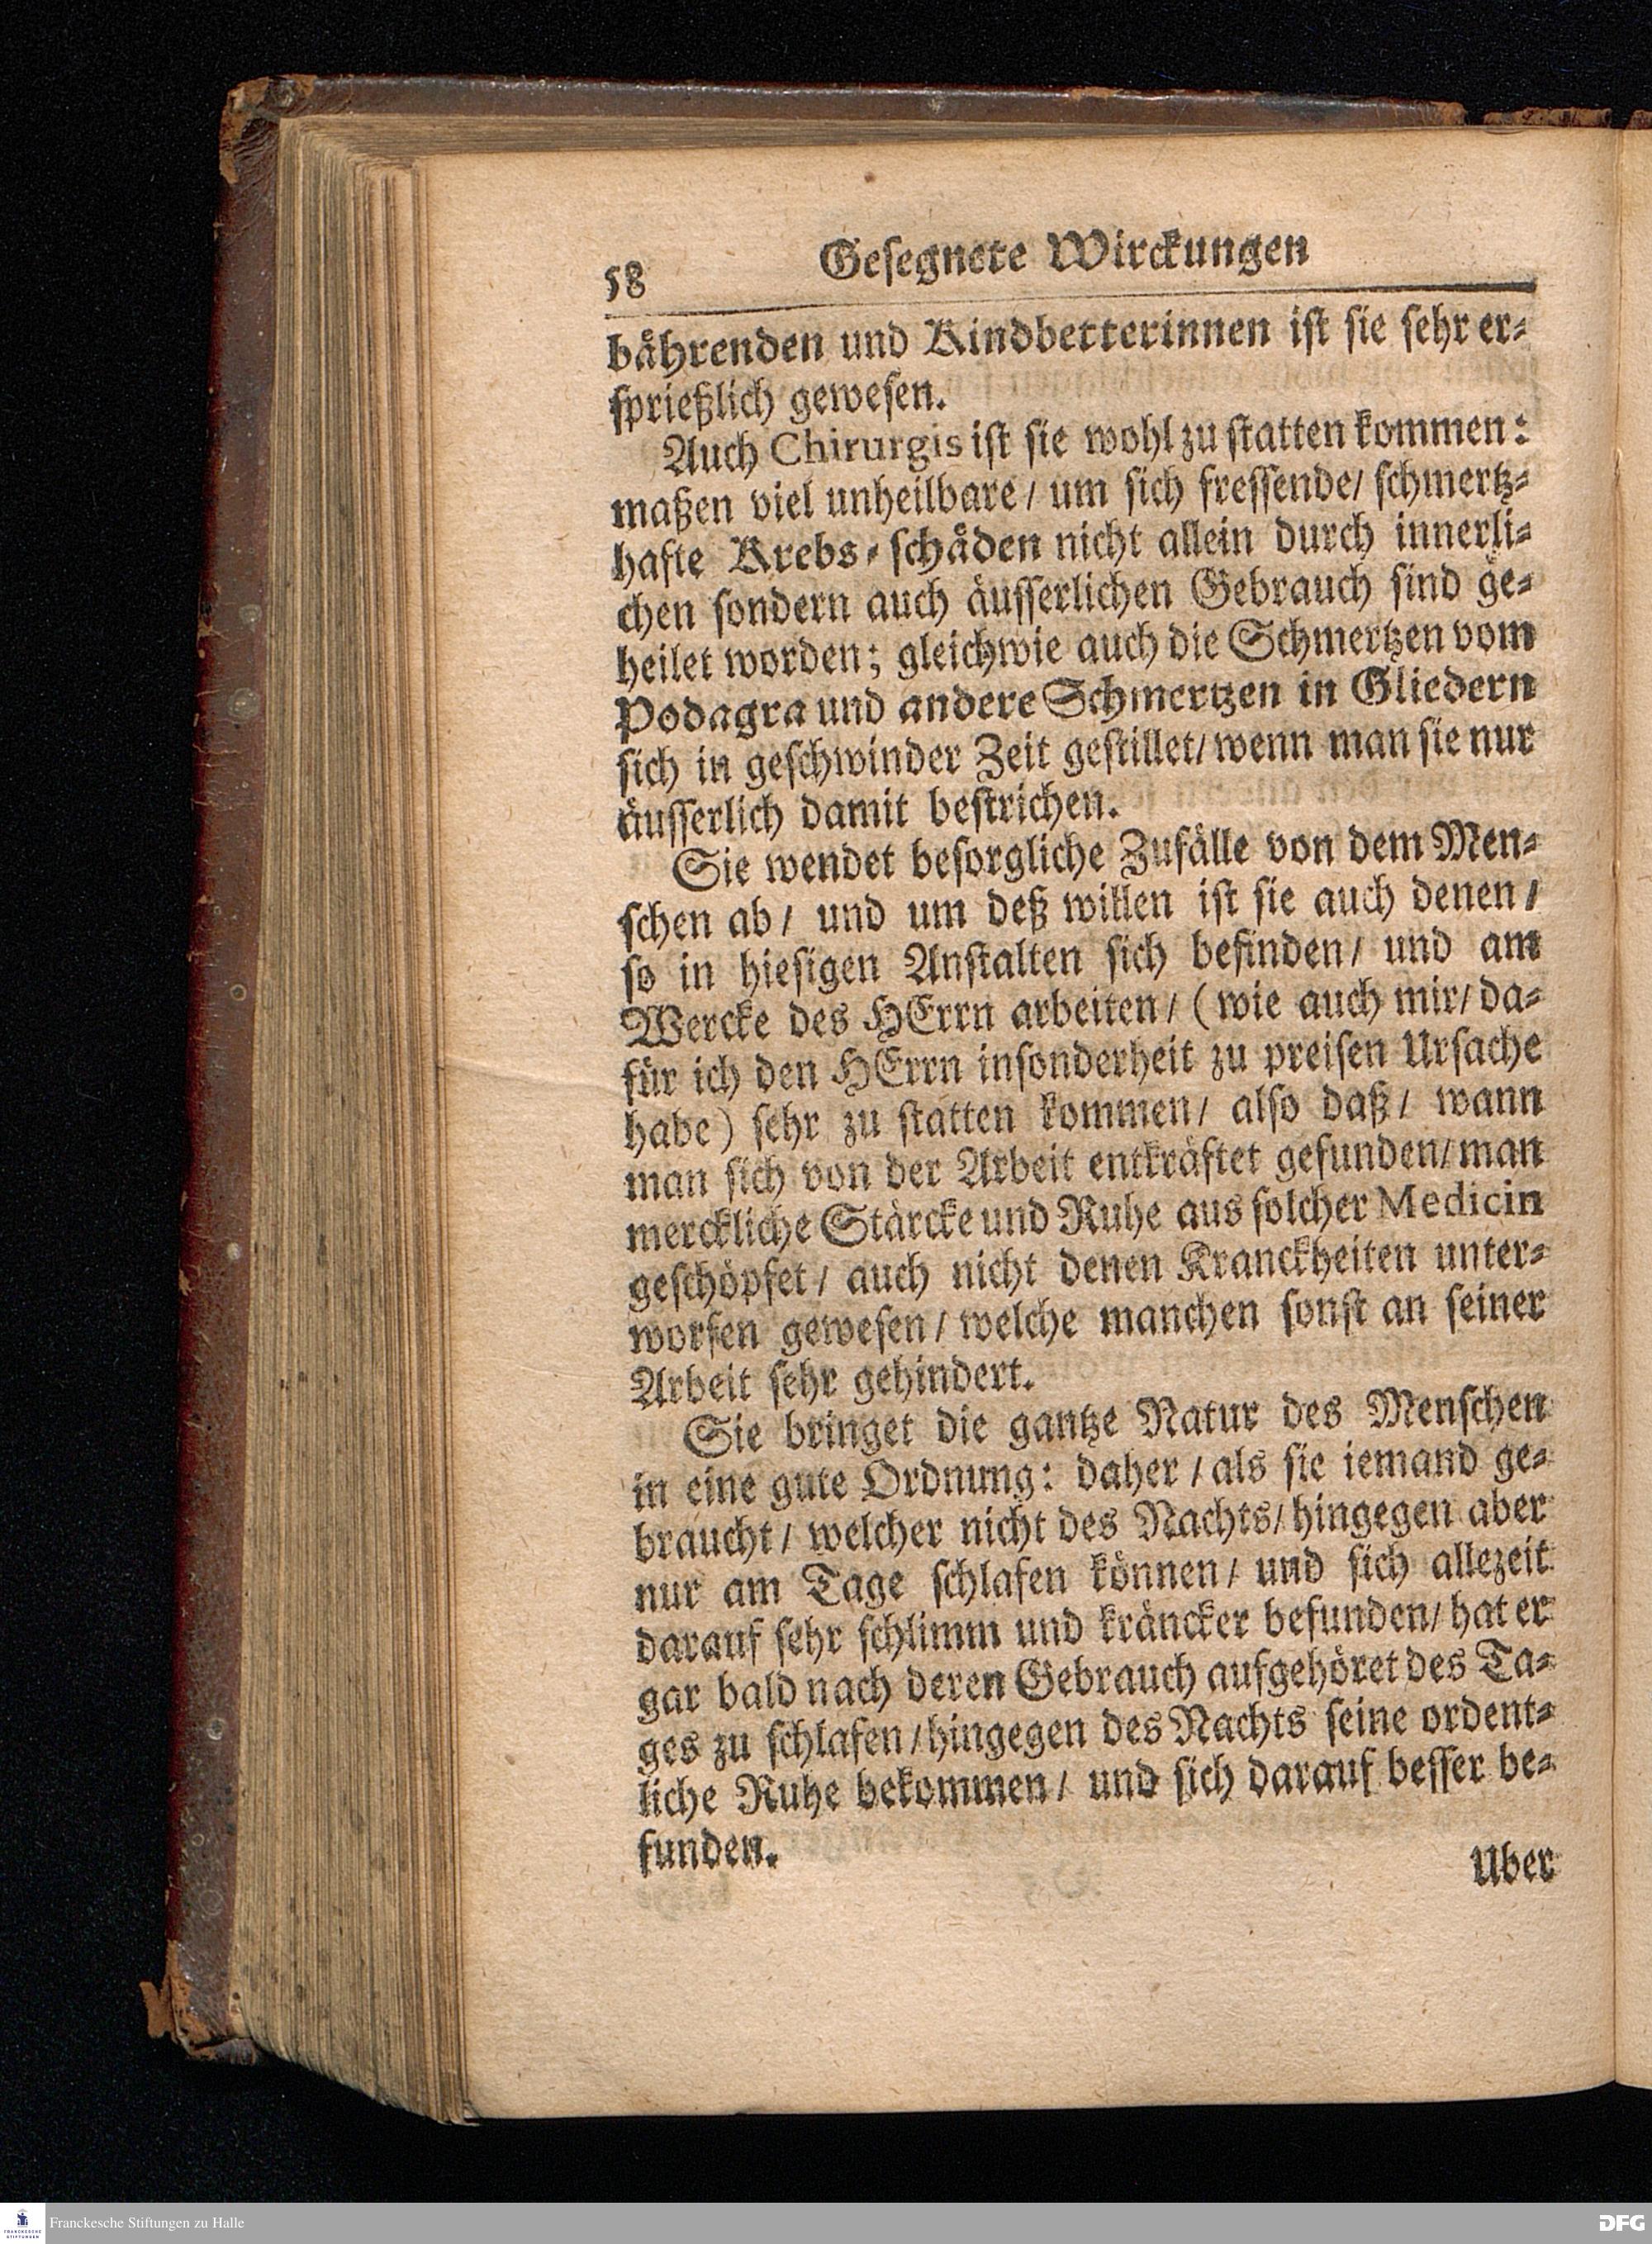 58 Gesegnete Wirckungen
bährenden und Kindbetterinnen ist sie sehr er-
sprießlich gewesen.
Auch Chirurgis ist sie wohl zu statten kommen:
maßen viel unheilbare/ um sich fressende/ schmertz-
hafte Krebs-schäden nicht allein durch innerli-
chen sondern auch äusserlichen Gebrauch sind ge-
heilet worden; gleichwie auch die Schmertzen vom
Podagra und andere Schmertzen in Gliedern
sich in geschwinder Zeit gestillet/ wenn man sie nur
äusserlich damit bestrichen.
Sie wendet besorgliche Zufälle von dem Men-
schen ab/ und um deß willen ist sie auch denen/
so in hiesigen Anstalten sich befinden/ und am
Wercke des HErrn arbeiten/ (wie auch mir/ da-
für ich den HErrn insonderheit zu preisen Ursache
habe) sehr zu statten kommen/ also daß/ wann
man sich von der Arbeit entkräftet gefunden/ man
merckliche Stärcke und Ruhe aus solcher Medicin
geschöpfet/ auch nicht denen Kranckheiten unter-
worfen gewesen/ welche manchen sonst an seiner
Arbeit sehr gehindert.
Sie bringet die gantze Natur des Menschen
in eine gute Ordnung: daher/ als sie iemand ge-
braucht/ welcher nicht des Nachts/ hingegen aber
nur am Tage schlafen können/ und sich allezeit
darauf sehr schlimm und kräncker befunden/ hat er
gar bald nach deren Gebrauch aufgehöret des Ta-
ges zu schlafen/ hingegen des Nachts seine ordent-
liche Ruhe bekommen/ und sich darauf besser be-
funden.
Uber
FRANCKESCHE STIFTUNGEN
Franckesche Stiftungen zu Halle
DFG